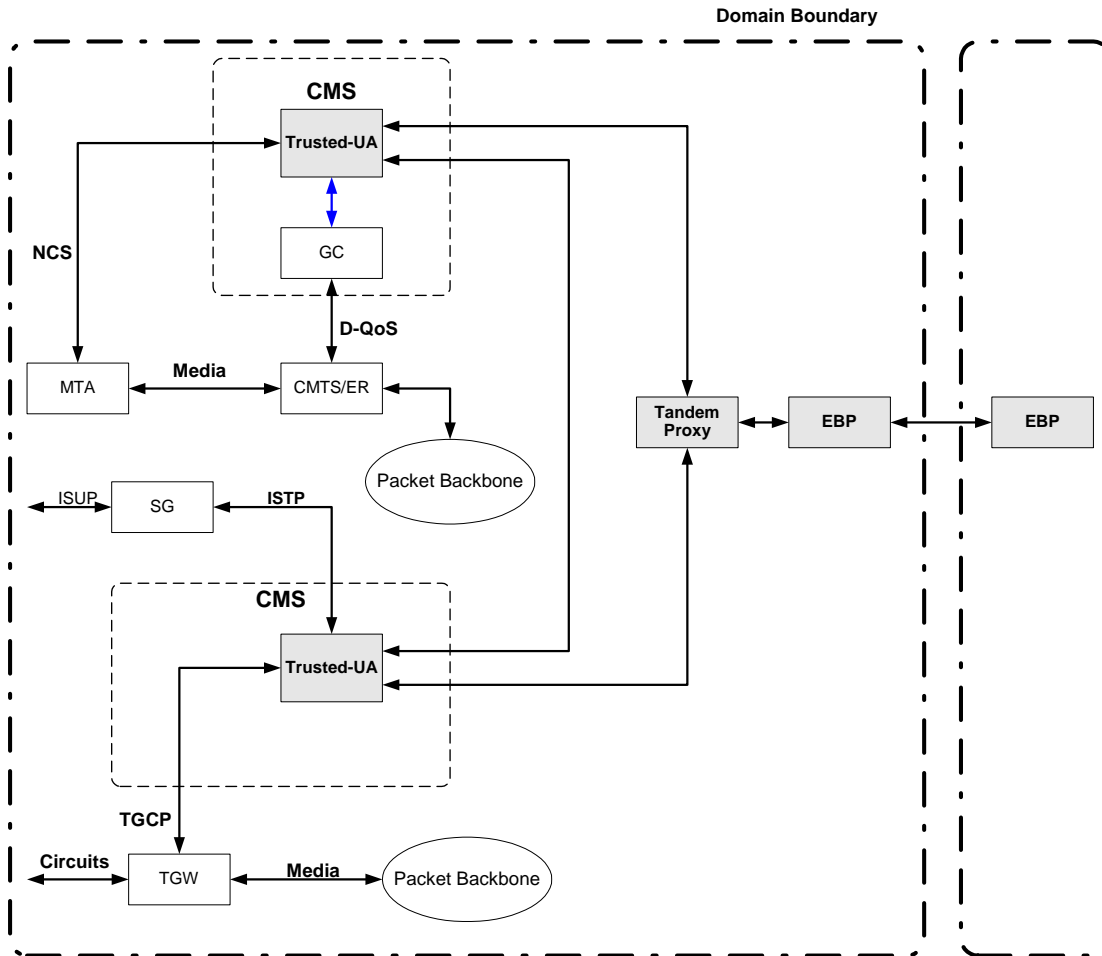 Domain Boundary
CMS
Trusted-UA
NCS
GC
D-QoS
MTA
Media
CMTS/ER
Tandem
Proxy
EBP
EBP
Packet Backbone
ISUP
SG
ISTP
CMS
Trusted-UA
TGCP
Circuits
TGW
Media
Packet Backbone